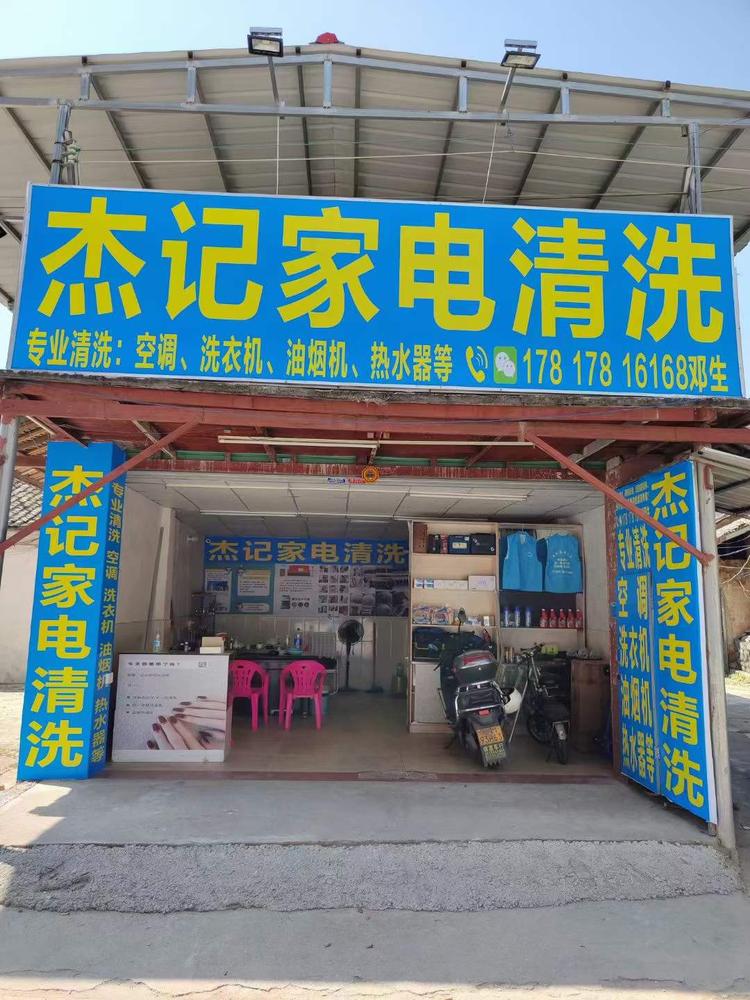 杰记家电清洗
专业清洗：空调、洗衣机、油烟机、热水器等
178 178 16168邓生
杰记家电清洗
专业清洗 空调 洗衣机 油烟机 热水器等
杰记家电清洗
专业清洗
空调
洗衣机
油烟机
热水器等
杰记家电清洗